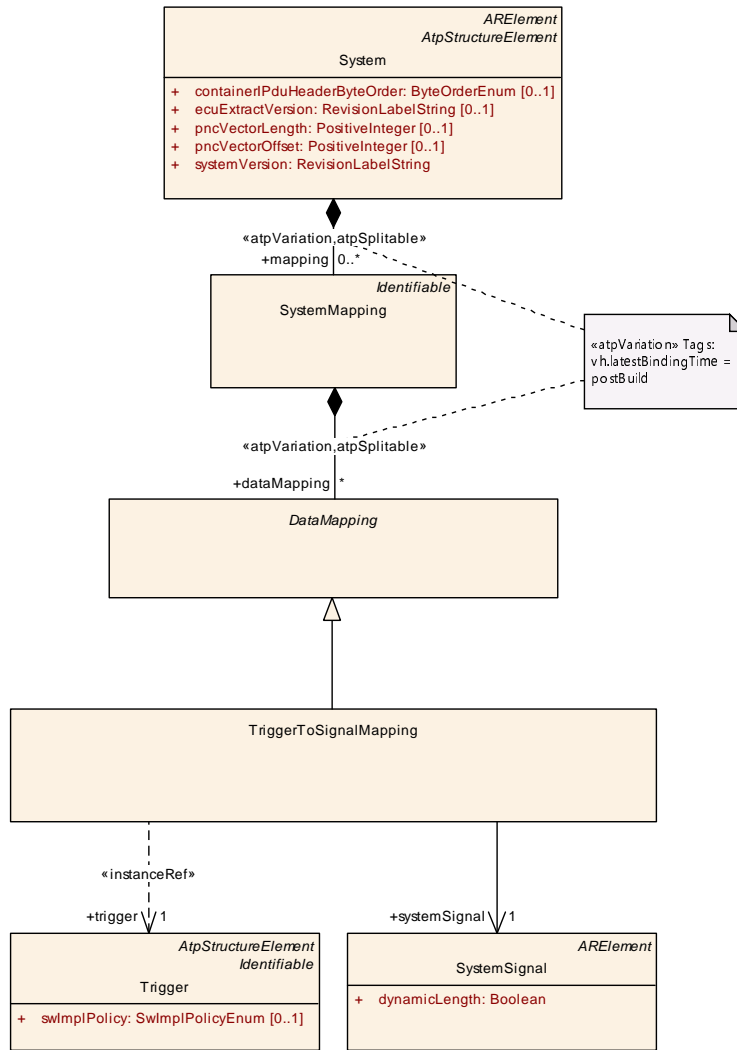 ARElement
AtpStructureElement
System
+ containerIPduHeaderByteOrder: ByteOrderEnum [0..1]
+ ecuExtractVersion: RevisionLabelString [0..1]
+ pncVectorLength: PositiveInteger [0..1]
+ pncVectorOffset: PositiveInteger [0..1]
+ systemVersion: RevisionLabelString
«atpVariation,atpSplitable»
+mapping 0..*
Identifiable
SystemMapping
«atpVariation» Tags:
vh.latestBindingTime =
postBuild
«atpVariation,atpSplitable»
+dataMapping *
DataMapping
TriggerToSignalMapping
«instanceRef»
+trigger 1
+systemSignal 1
AtpStructureElement
Identifiable
Trigger
+ swImplPolicy: SwImplPolicyEnum [0..1]
ARElement
SystemSignal
+ dynamicLength: Boolean